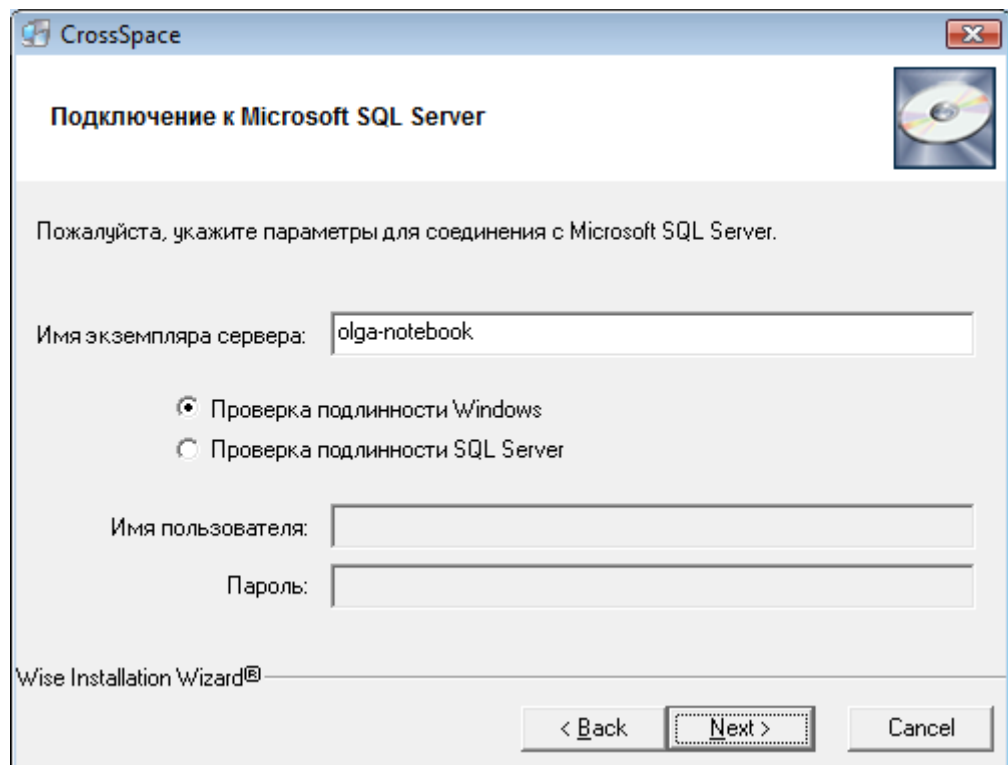 CrossSpace
Подключение к Microsoft SQL Server
Пожалуйста, укажите параметры для соединения с Microsoft SQL Server.
Имя экземпляра сервера: olga-notebook
Проверка подлинности Windows
Проверка подлинности SQL Server
Имя пользователя:
Пароль:
Wise Installation Wizard®
< Back Next > Cancel